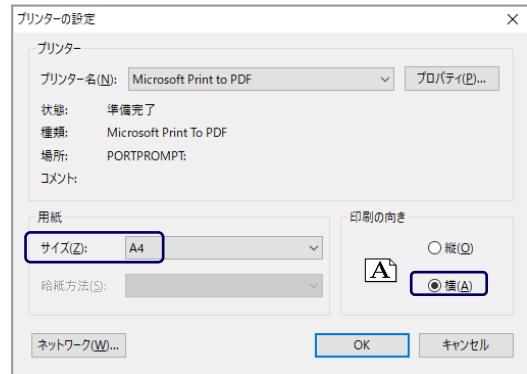 プリンターの設定
プリンター
プリンター名(N): Microsoft Print to PDF プロパティ(P)...
状態: 準備完了
種類: Microsoft Print To PDF
場所: PORTPROMPT:
コメント:
用紙
サイズ(Z): A4
給紙方法(S):
印刷の向き
A
縦(O)
横(A)
ネットワーク(W)... OK キャンセル